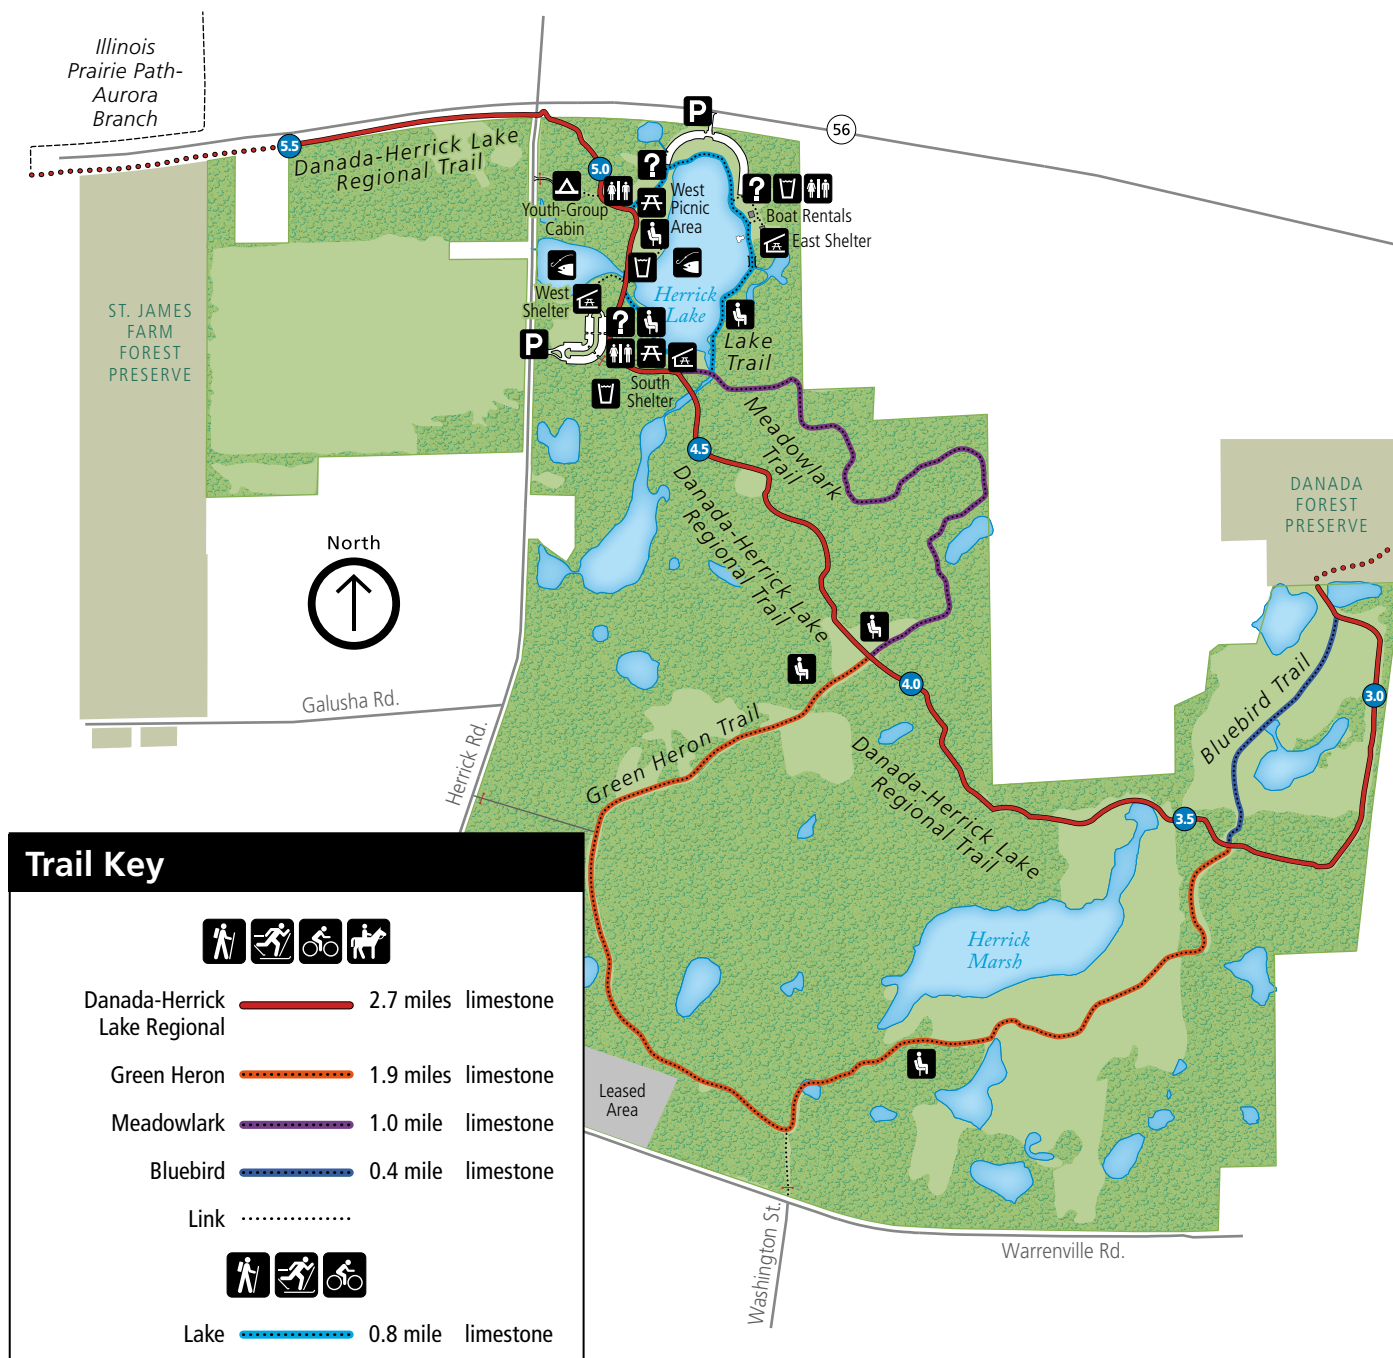 Illinois
Prairie Path-
Aurora
Branch
5.5
Danada-Herrick Lake
Regional Trail
5.0
P
56
?
West
Picnic
Area
?
Boat Rentals
East Shelter
Youth-Group
Cabin
West
Shelter
Herrick
Lake
?
Lake
Trail
P
South
Shelter
ST. JAMES
FARM
FOREST
PRESERVE
4.5
Meadowlark
Trail
Danada-Herrick Lake
Regional Trail
DANADA
FOREST
PRESERVE
North
4.0
3.0
Bluebird Trail
Galusha Rd.
Herrick Rd.
Green Heron Trail
Danada-Herrick Lake
Regional Trail
3.5
Herrick
Marsh
Leased
Area
Washington St.
Warrenville Rd.
Trail Key
Danada-Herrick
Lake Regional
2.7 miles limestone
Green Heron 1.9 miles limestone
Meadowlark 1.0 mile limestone
Bluebird 0.4 mile limestone
Link
Lake 0.8 mile limestone